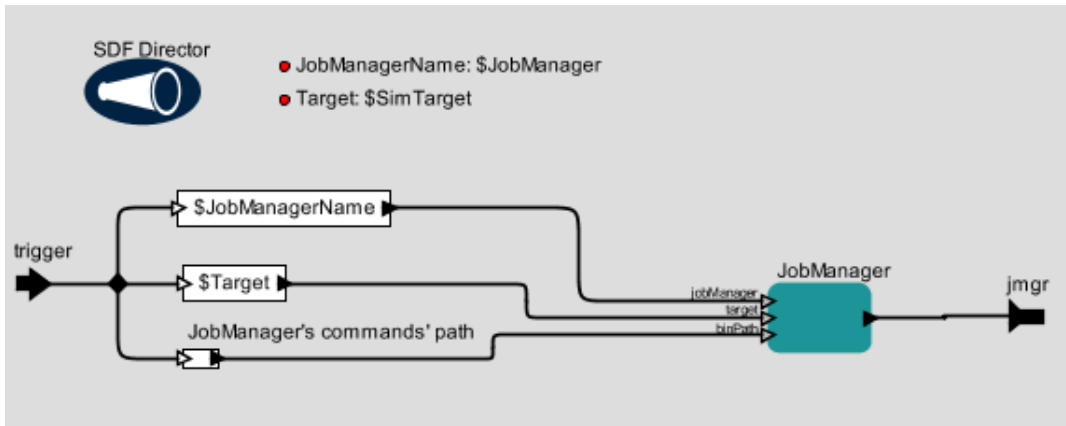 SDF Director
JobManagerName: $JobManager
Target: $SimTarget
$JobManagerName
trigger
$Target
JobManager
jobManager
target
binPath
jmgr
JobManager's commands' path